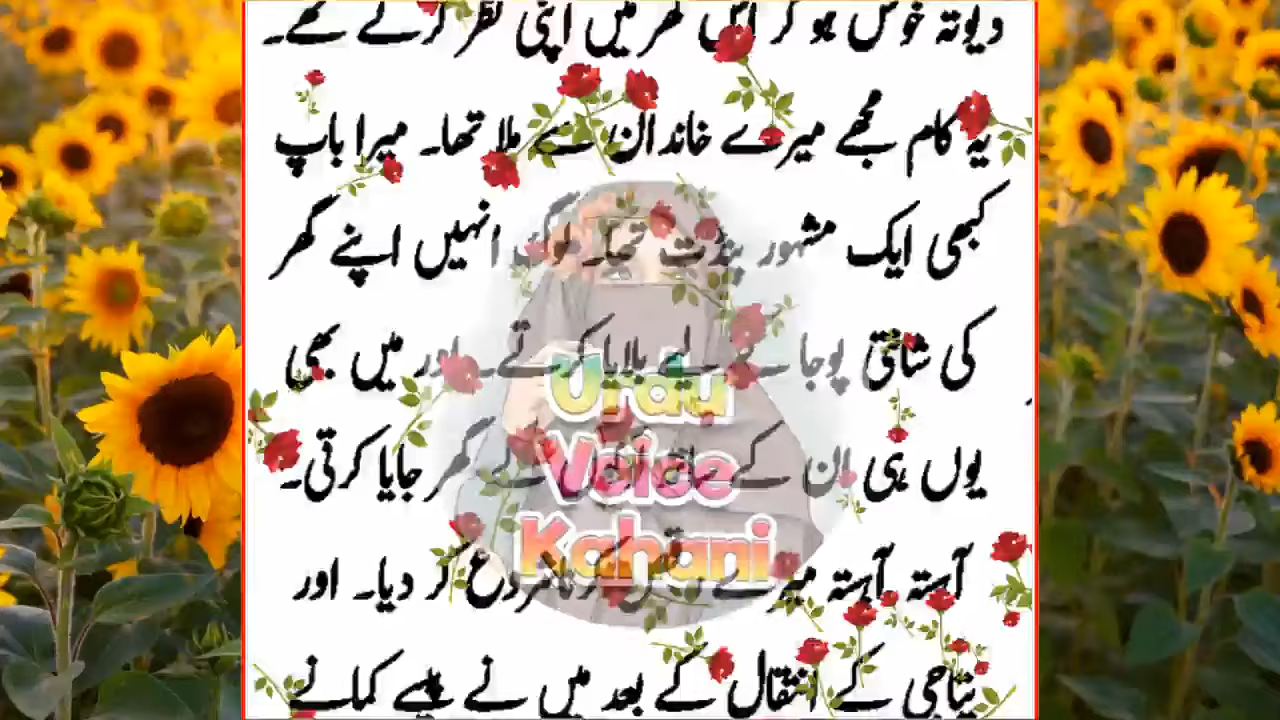 دیوتہ خوش ہو کر اس گھر میں اپنی نظر کرتے تھے۔
یہ کام مجھے میرے خاندان سے ملا تھا۔ میرا باپ
کبھی ایک مشہور پنڈت تھا۔ لوگ انہیں اپنے گھر
کی شانتی پوجا کے لیے بلایا کرتے۔ اور میں بھی
یوں ہی ان کے ساتھ لوگوں کے گھر جایا کرتی۔
آہستہ آہستہ میرے کرنا شروع کر دیا۔ اور
پتاجی کے انتقال کے بعد میں نے پیسے کمانے
Urdu
Voice
Kahani